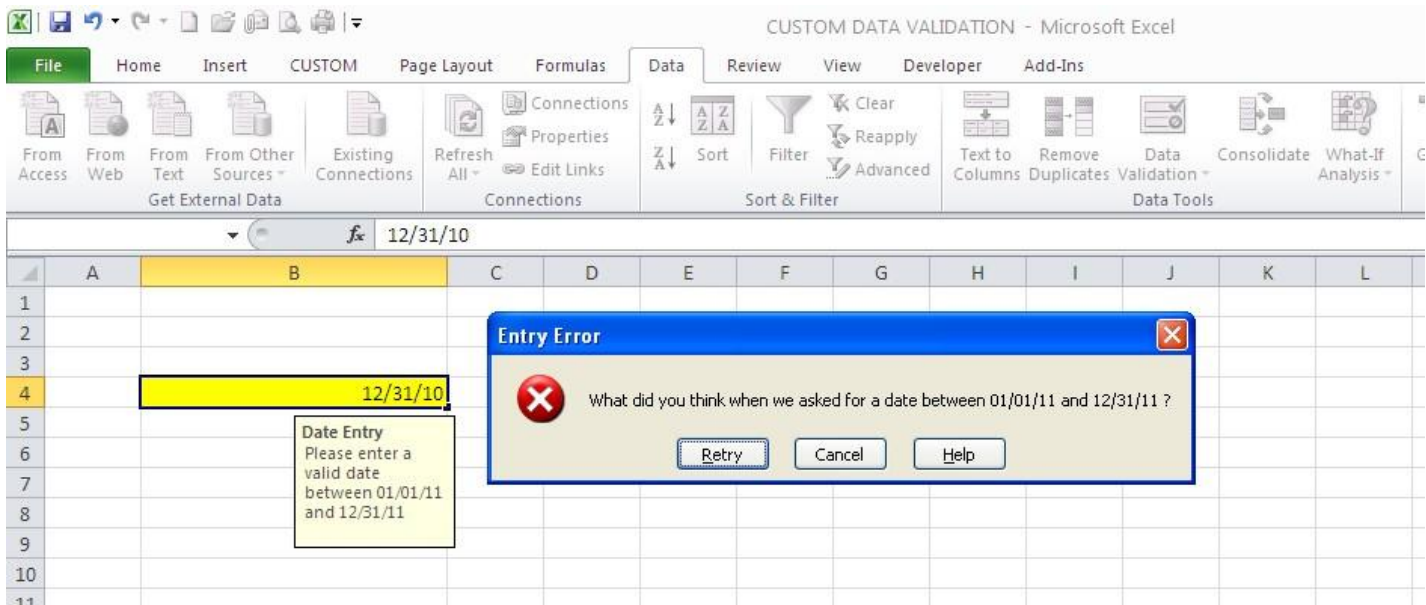 CUSTOM DATA VALIDATION - Microsoft Excel
File Home Insert CUSTOM Page Layout Formulas Data Review View Developer Add-Ins
From Access
From Web
From Text
From Other Sources
Existing Connections
Get External Data
Refresh All
Connections
Properties
Edit Links
Connections
Sort
Filter
Clear
Reapply
Advanced
Sort & Filter
Text to Columns
Remove Duplicates
Data Validation
Consolidate
What-If Analysis
Data Tools
fx 12/31/10
A B C D E F G H I J K L
1
2
3
4 12/31/10
5
6
7
8
9
10
11
Date Entry
Please enter a
valid date
between 01/01/11
and 12/31/11
Entry Error
What did you think when we asked for a date between 01/01/11 and 12/31/11 ?
Retry Cancel Help